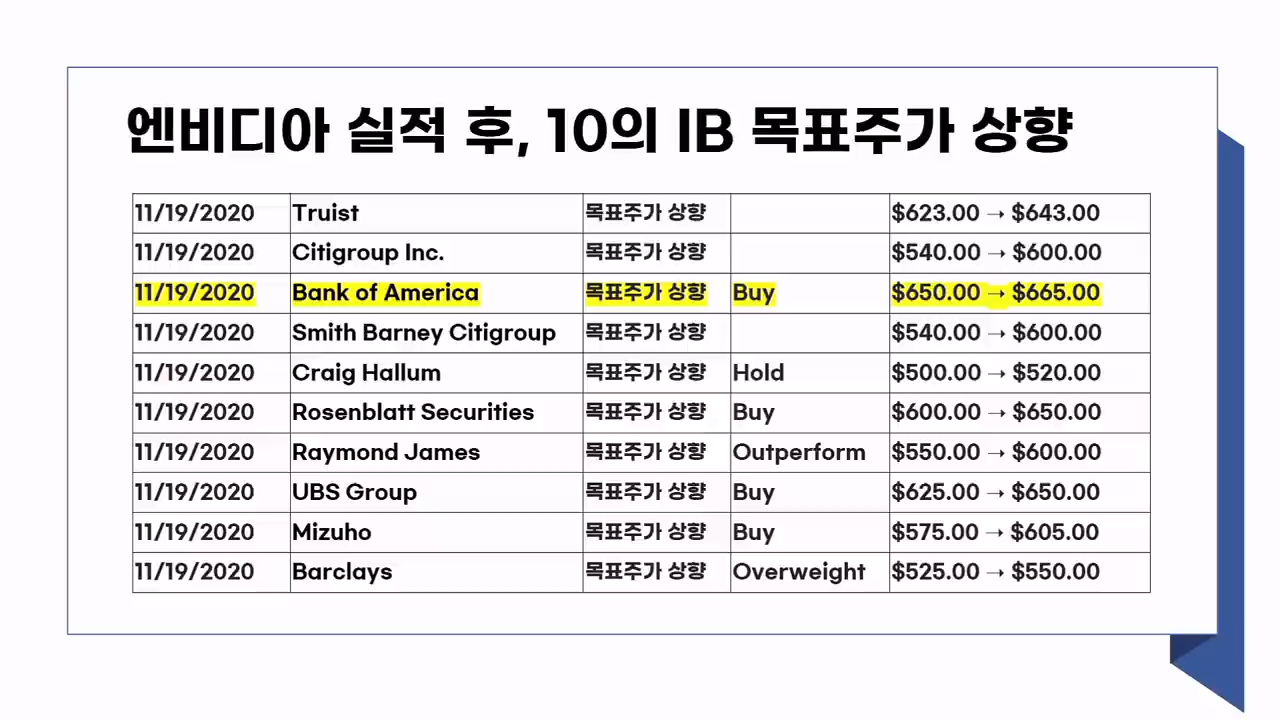 엔비디아 실적 후, 10의 IB 목표주가 상향
11/19/2020 Truist 목표주가 상향 $623.00 → $643.00
11/19/2020 Citigroup Inc. 목표주가 상향 $540.00 → $600.00
11/19/2020 Bank of America 목표주가 상향 Buy $650.00 → $665.00
11/19/2020 Smith Barney Citigroup 목표주가 상향 $540.00 → $600.00
11/19/2020 Craig Hallum 목표주가 상향 Hold $500.00 → $520.00
11/19/2020 Rosenblatt Securities 목표주가 상향 Buy $600.00 → $650.00
11/19/2020 Raymond James 목표주가 상향 Outperform $550.00 → $600.00
11/19/2020 UBS Group 목표주가 상향 Buy $625.00 → $650.00
11/19/2020 Mizuho 목표주가 상향 Buy $575.00 → $605.00
11/19/2020 Barclays 목표주가 상향 Overweight $525.00 → $550.00